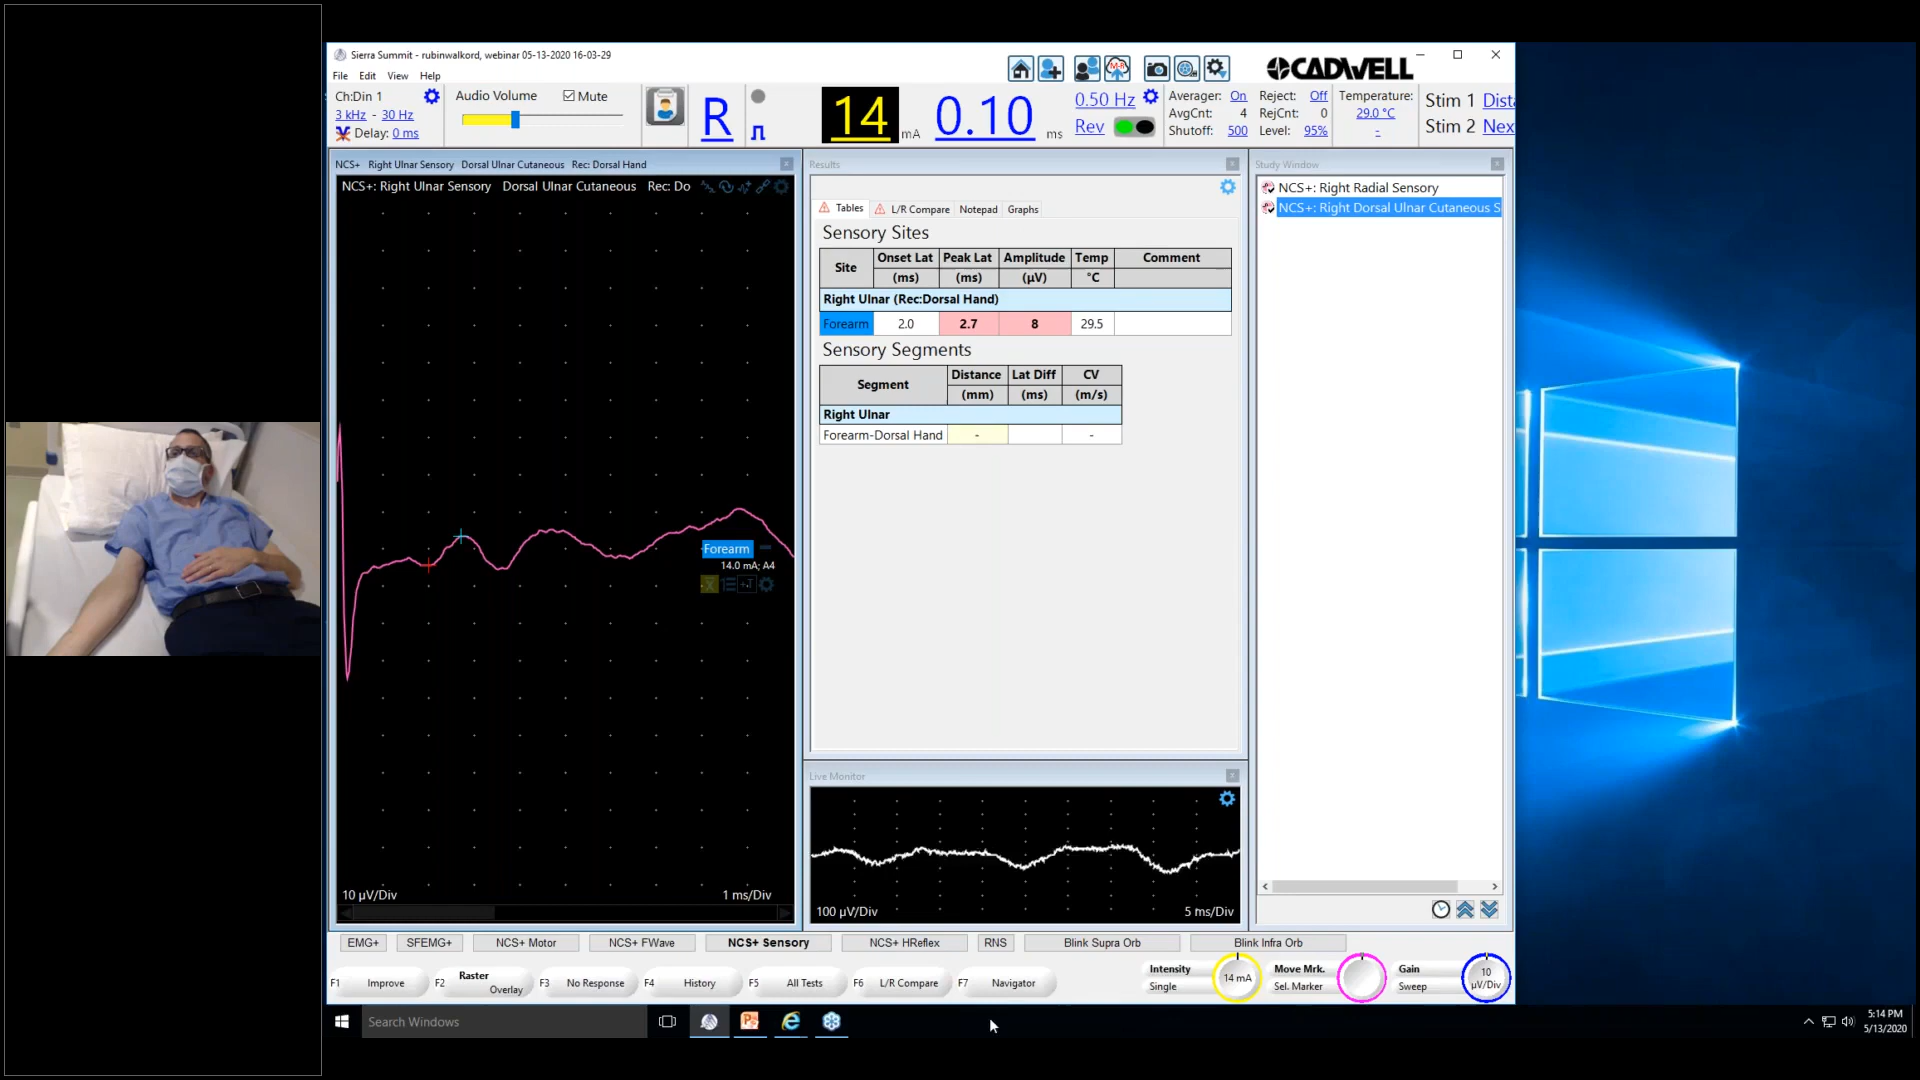 Sierra Summit - rubinwalkord, webinar 05-13-2020 16-03-29
File Edit View Help
CADWELL
Ch:Din 1
3 kHz - 30 Hz
Delay: 0 ms
Audio Volume Mute
R
14 mA
0.10 ms
0.50 Hz
Rev
Averager: On
AvgCnt: 4
Shutoff: 500
Reject: Off
RejCnt: 0
Level: 95%
Temperature:
29.0 °C
-
Stim 1 Dista
Stim 2 Nex
NCS+ Right Ulnar Sensory Dorsal Ulnar Cutaneous Rec: Dorsal Hand
NCS+: Right Ulnar Sensory Dorsal Ulnar Cutaneous Rec: Do
Forearm
14.0 mA; A4
10 µV/Div 1 ms/Div
Results
Tables L/R Compare Notepad Graphs
Sensory Sites
Site Onset Lat Peak Lat Amplitude Temp Comment
(ms) (ms) (µV) °C
Right Ulnar (Rec:Dorsal Hand)
Forearm 2.0 2.7 8 29.5
Sensory Segments
Segment Distance Lat Diff CV
(mm) (ms) (m/s)
Right Ulnar
Forearm-Dorsal Hand - -
Live Monitor
100 µV/Div 5 ms/Div
Study Window
NCS+: Right Radial Sensory
NCS+: Right Dorsal Ulnar Cutaneous S
EMG+ SFEMG+ NCS+ Motor NCS+ FWave NCS+ Sensory NCS+ HReflex RNS Blink Supra Orb Blink Infra Orb
F1 Improve F2 Raster Overlay F3 No Response F4 History F5 All Tests F6 L/R Compare F7 Navigator
Intensity
Single
14 mA
Move Mrk.
Sel. Marker
Gain
Sweep
10
µV/Div
Search Windows
5:14 PM
5/13/2020